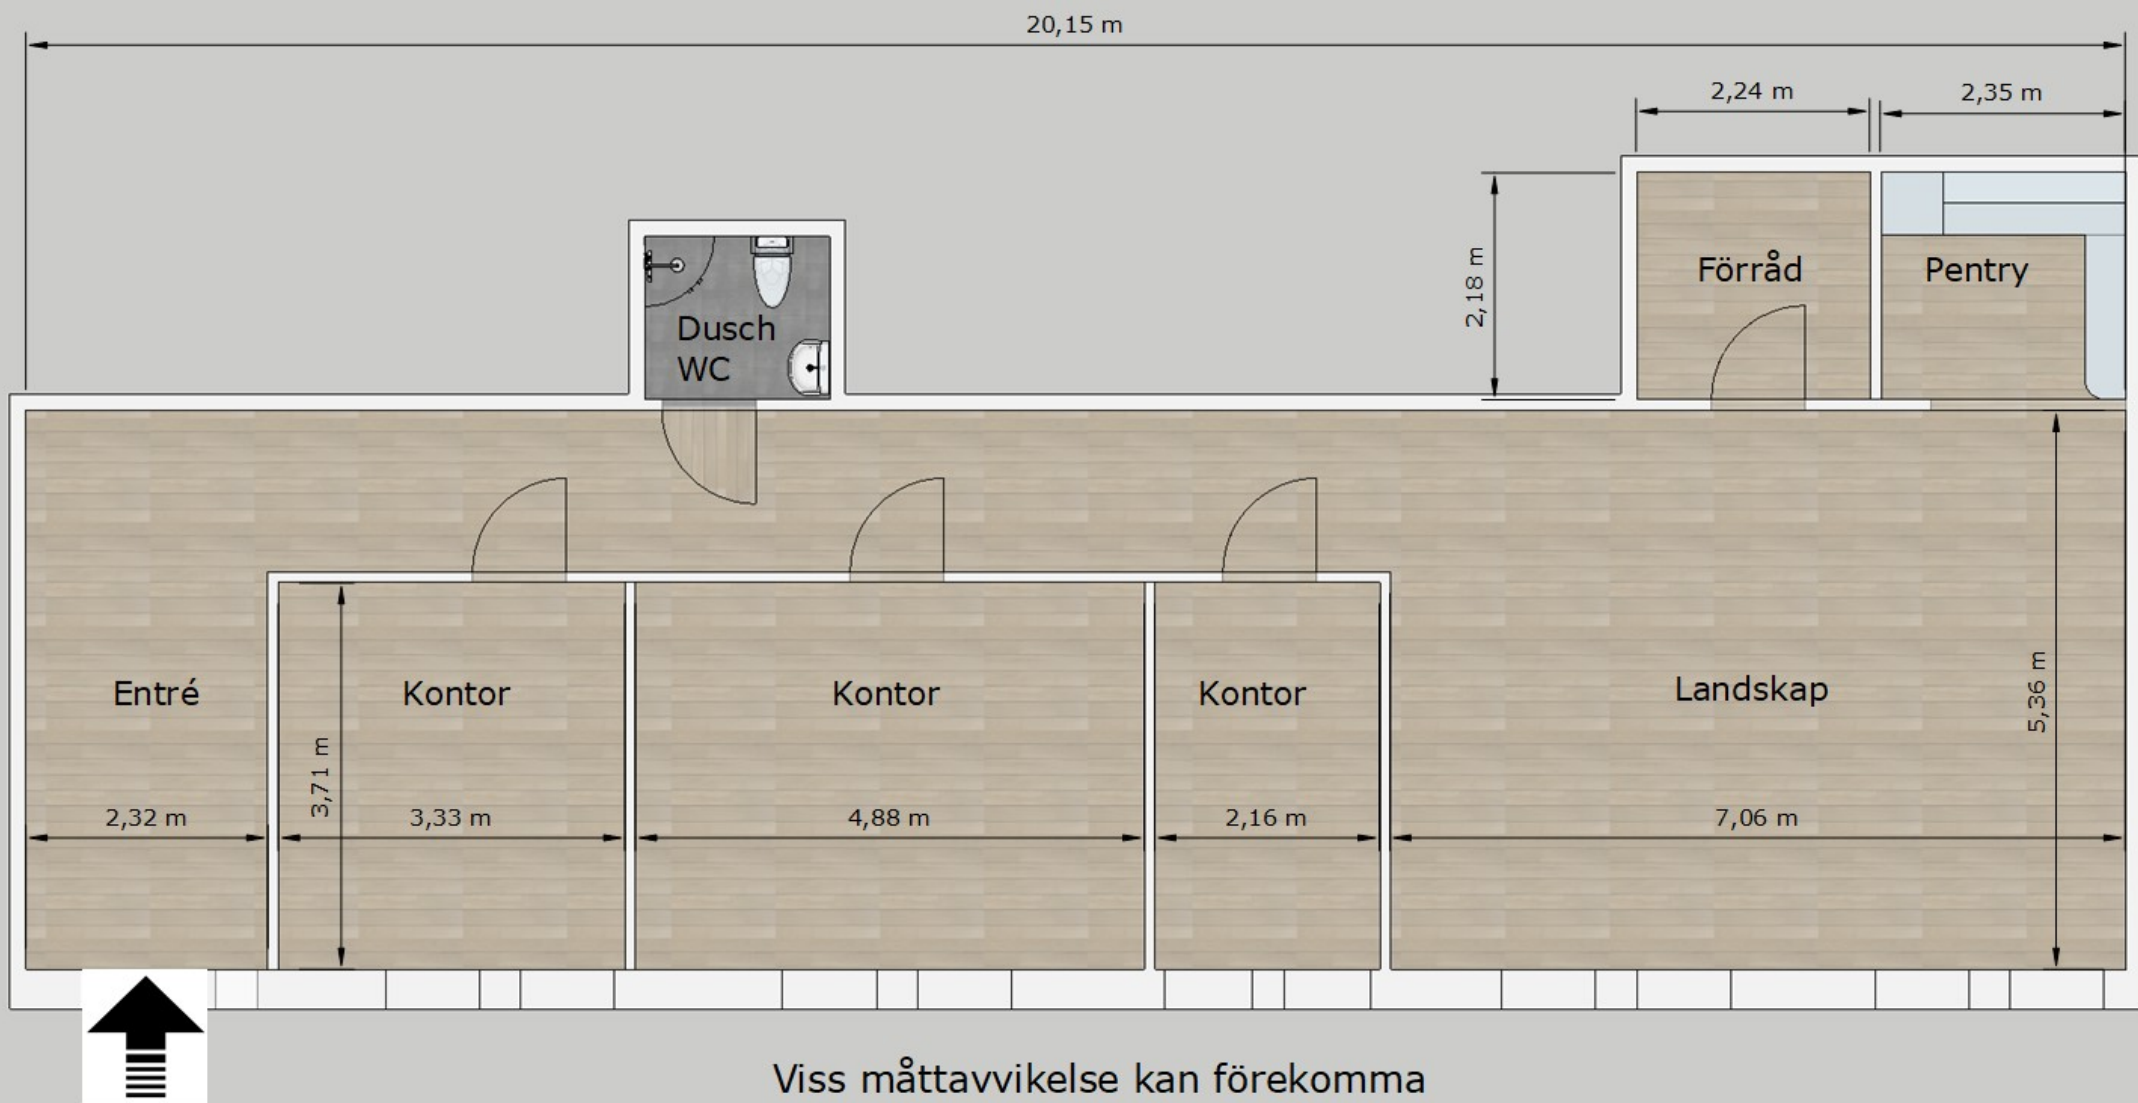 20,15 m
2,24 m
2,35 m
2,18 m
Förråd
Pentry
Dusch
WC
Entré
Kontor
Kontor
Kontor
Landskap
5,36 m
3,71 m
2,32 m
3,33 m
4,88 m
2,16 m
7,06 m
Viss måttavvikelse kan förekomma